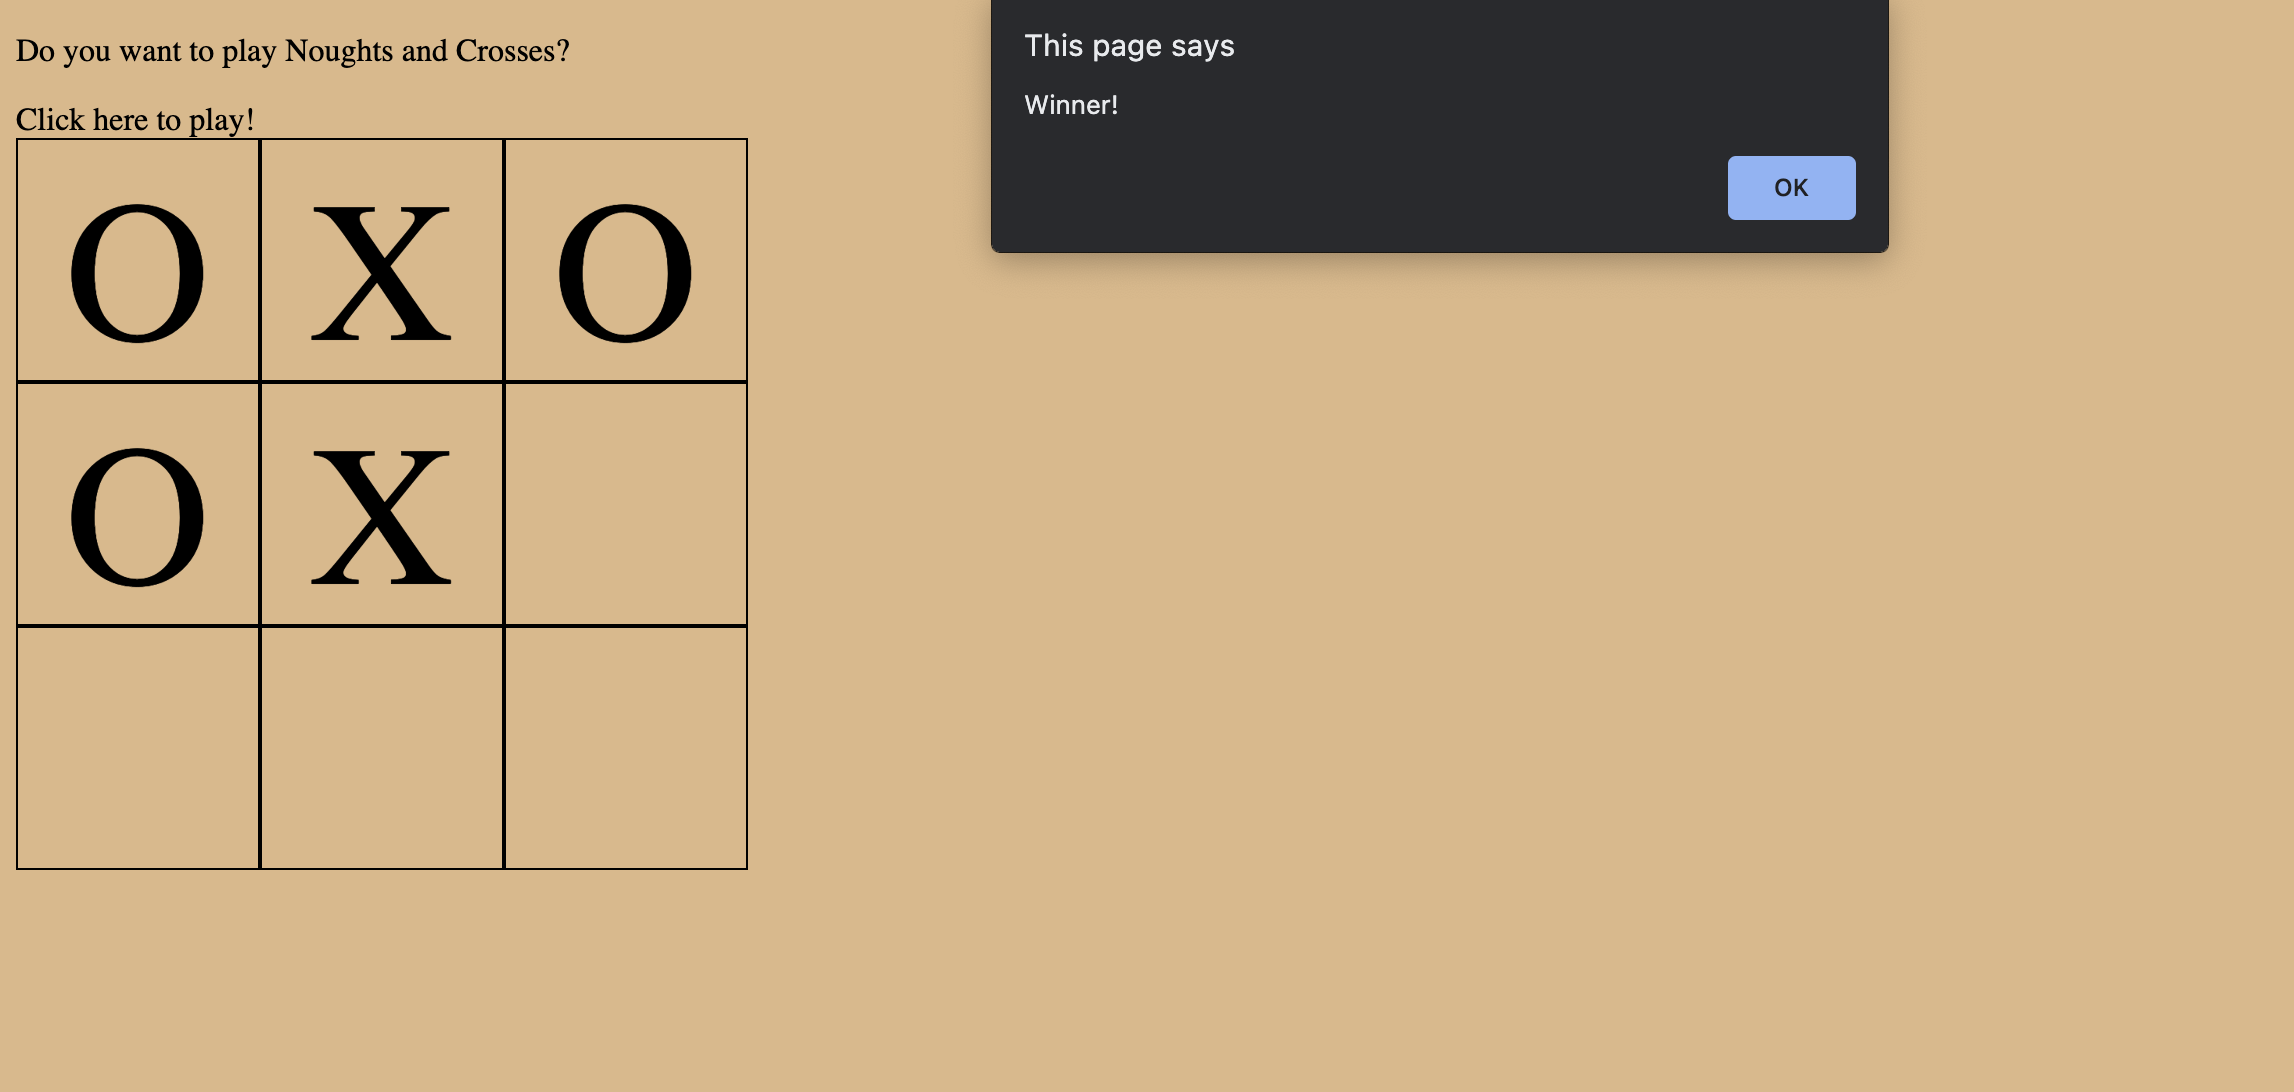 Do you want to play Noughts and Crosses?
Click here to play!
O X O
O X
This page says
Winner!
OK